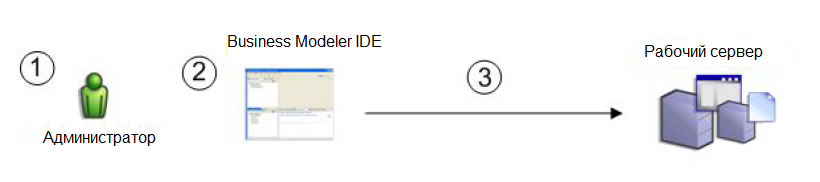 1
Администратор
2
Business Modeler IDE
3
Рабочий сервер